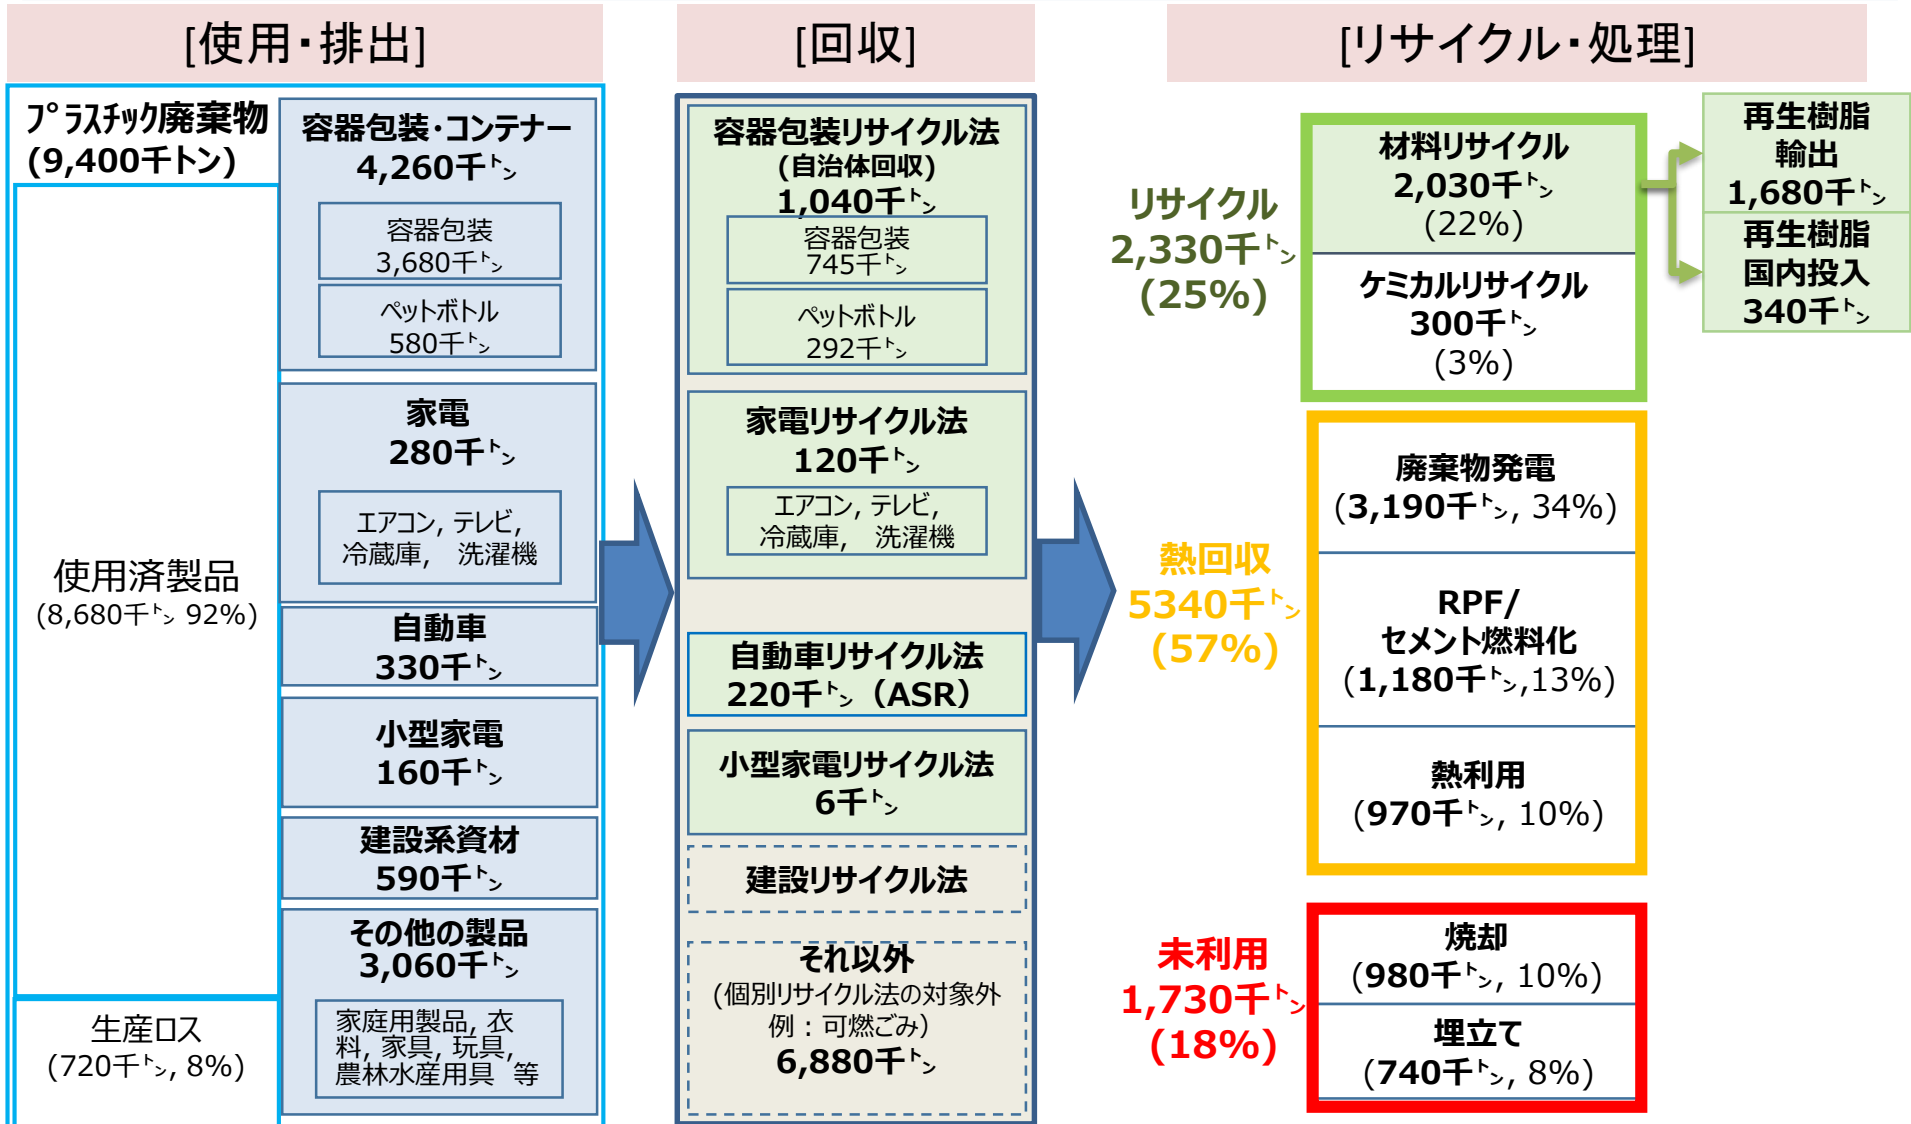 [使用・排出]
プラスチック廃棄物
(9,400千トン)
使用済製品
(8,680千トン 92%)
生産ロス
(720千トン, 8%)
容器包装・コンテナー
4,260千トン
容器包装
3,680千トン
ペットボトル
580千トン
家電
280千トン
エアコン, テレビ,
冷蔵庫, 洗濯機
自動車
330千トン
小型家電
160千トン
建設系資材
590千トン
その他の製品
3,060千トン
家庭用製品, 衣
料, 家具, 玩具,
農林水産用具 等
[回収]
容器包装リサイクル法
(自治体回収)
1,040千トン
容器包装
745千トン
ペットボトル
292千トン
家電リサイクル法
120千トン
エアコン, テレビ,
冷蔵庫, 洗濯機
自動車リサイクル法
220千トン（ASR）
小型家電リサイクル法
6千トン
建設リサイクル法
それ以外
(個別リサイクル法の対象外
例：可燃ごみ)
6,880千トン
[リサイクル・処理]
リサイクル
2,330千トン
(25%)
材料リサイクル
2,030千トン
(22%)
ケミカルリサイクル
300千トン
(3%)
再生樹脂
輸出
1,680千トン
再生樹脂
国内投入
340千トン
熱回収
5340千トン
(57%)
廃棄物発電
(3,190千トン, 34%)
RPF/
セメント燃料化
(1,180千トン,13%)
熱利用
(970千トン, 10%)
未利用
1,730千トン
(18%)
焼却
(980千トン, 10%)
埋立て
(740千トン, 8%)